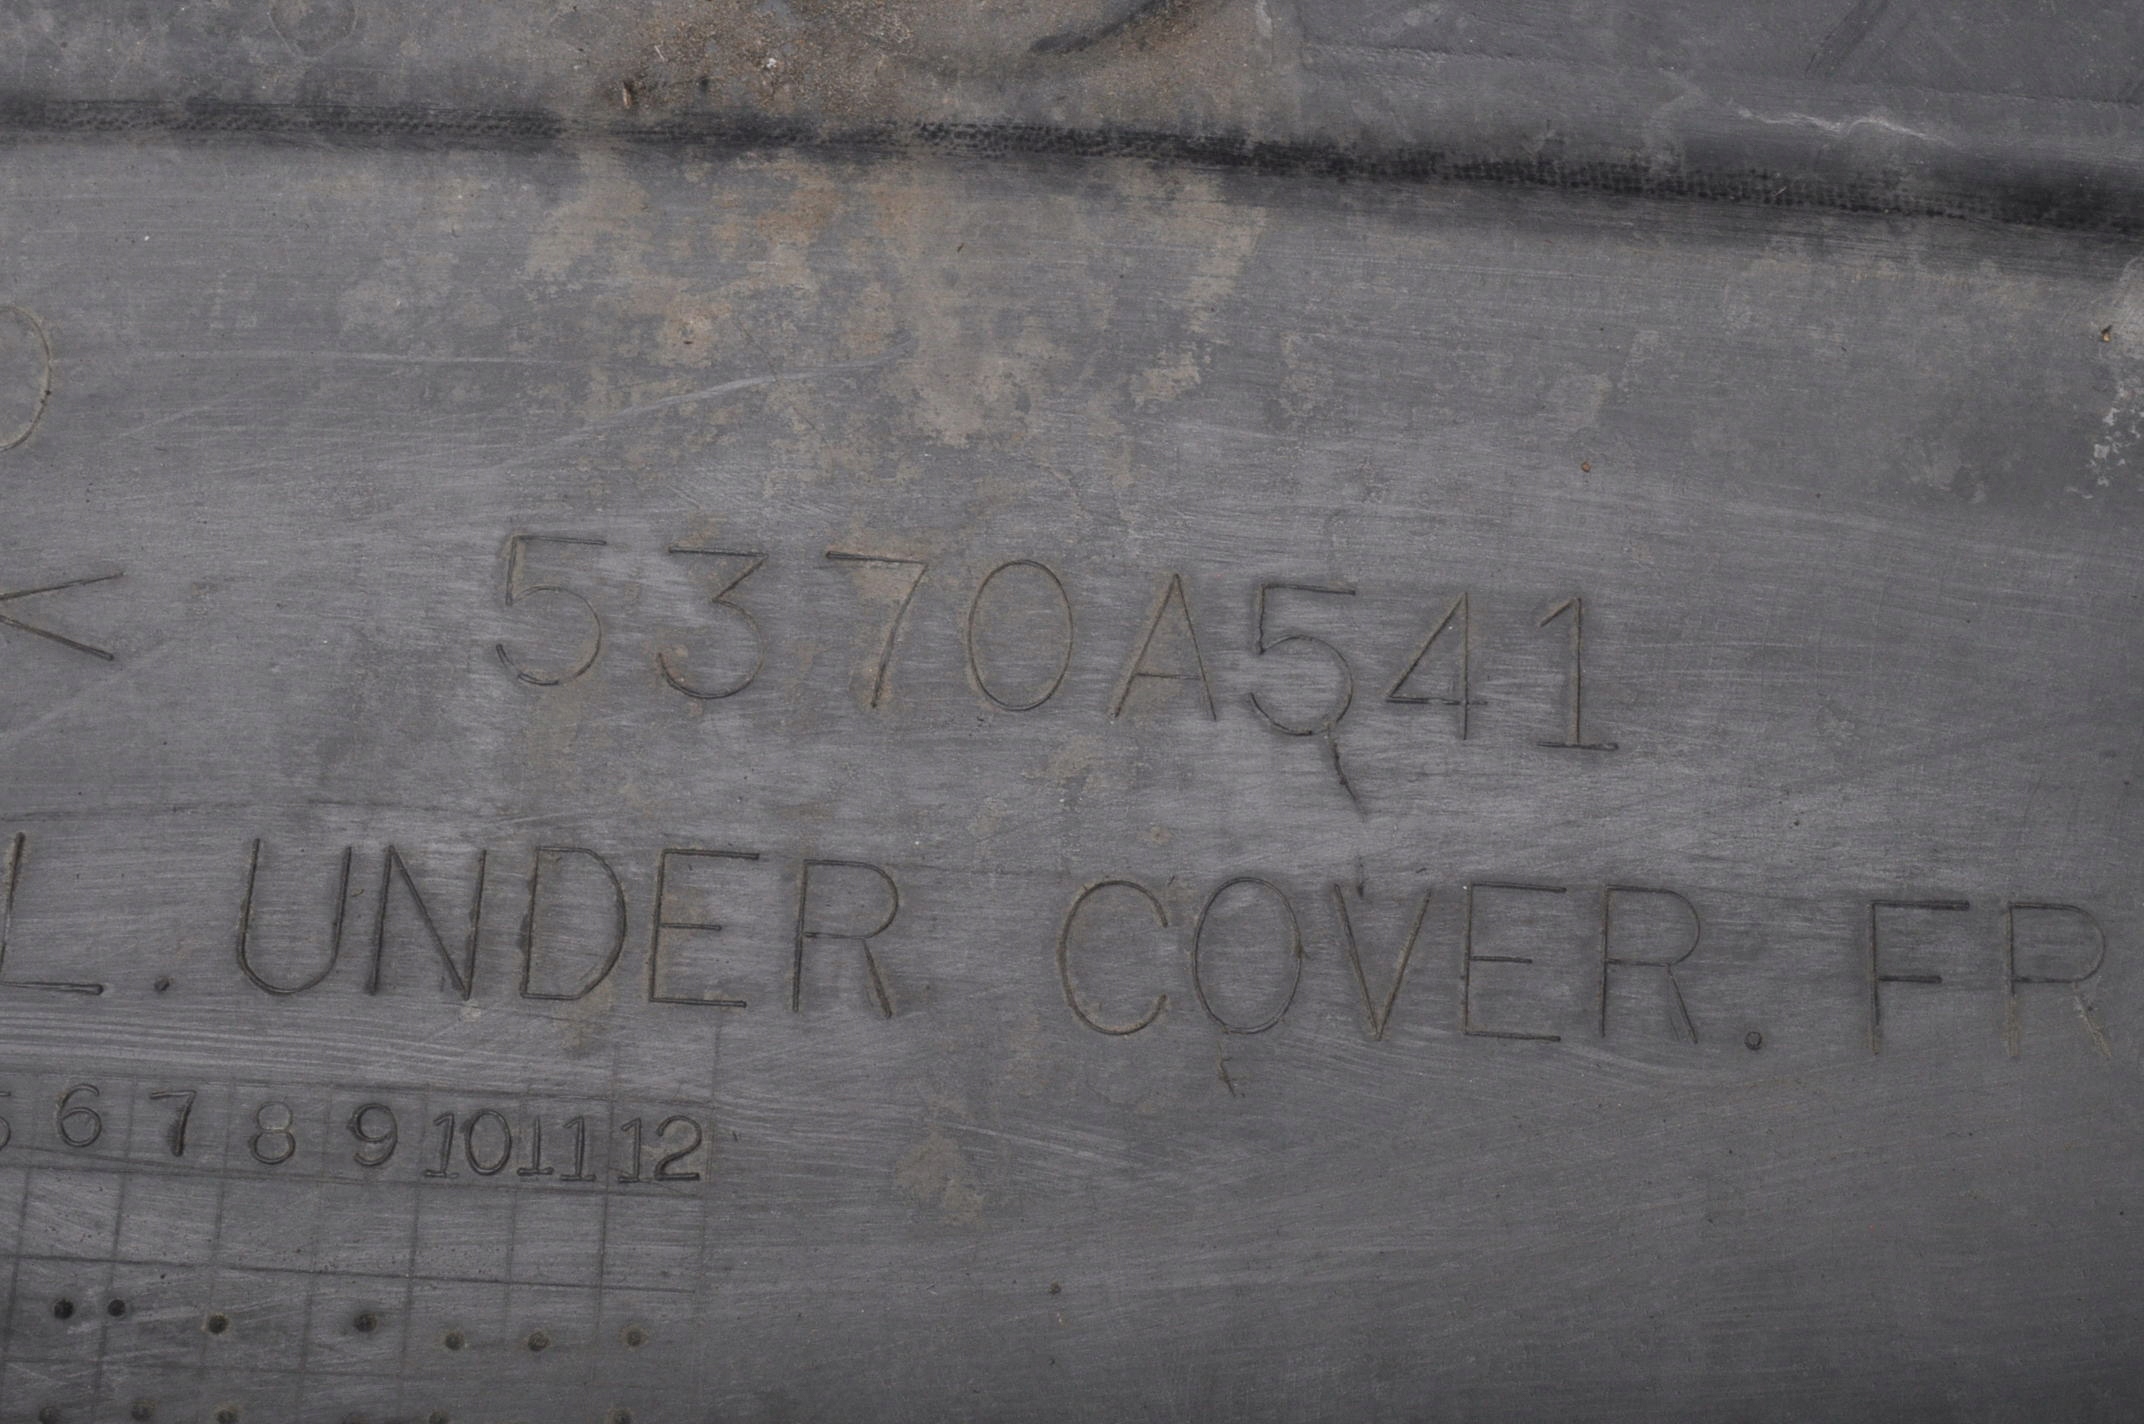 <
5370A541
L. UNDER COVER. FR
6 7 8 9 10 11 12